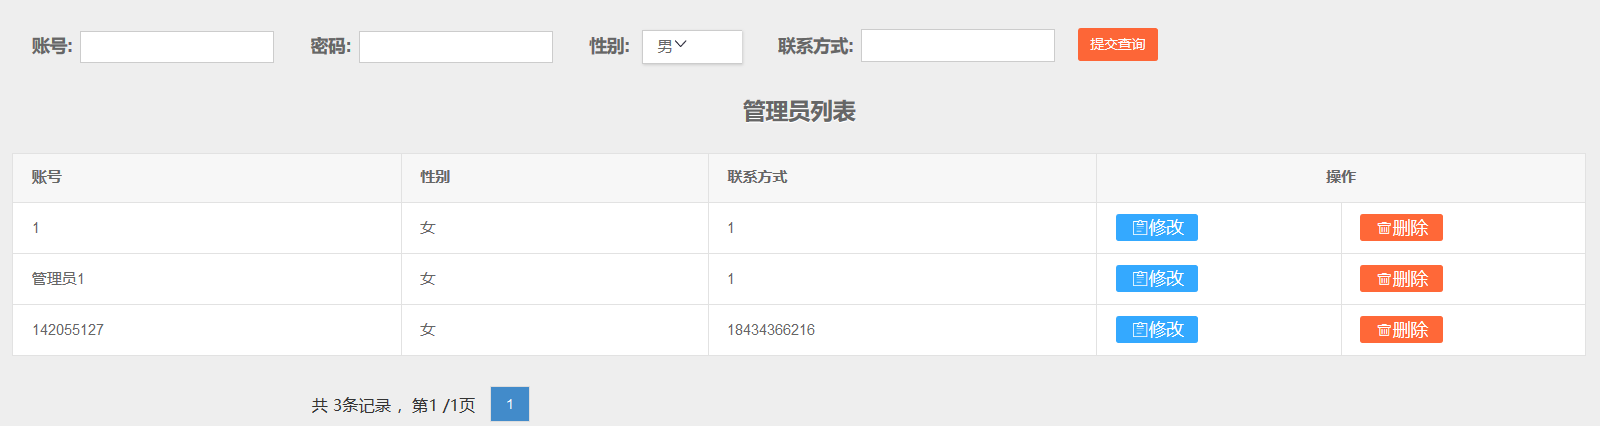 账号: 密码: 性别: 男 联系方式: 提交查询
管理员列表
账号 性别 联系方式 操作
1 女 1 修改 删除
管理员1 女 1 修改 删除
142055127 女 18434366216 修改 删除
共 3条记录 , 第1 /1页 1